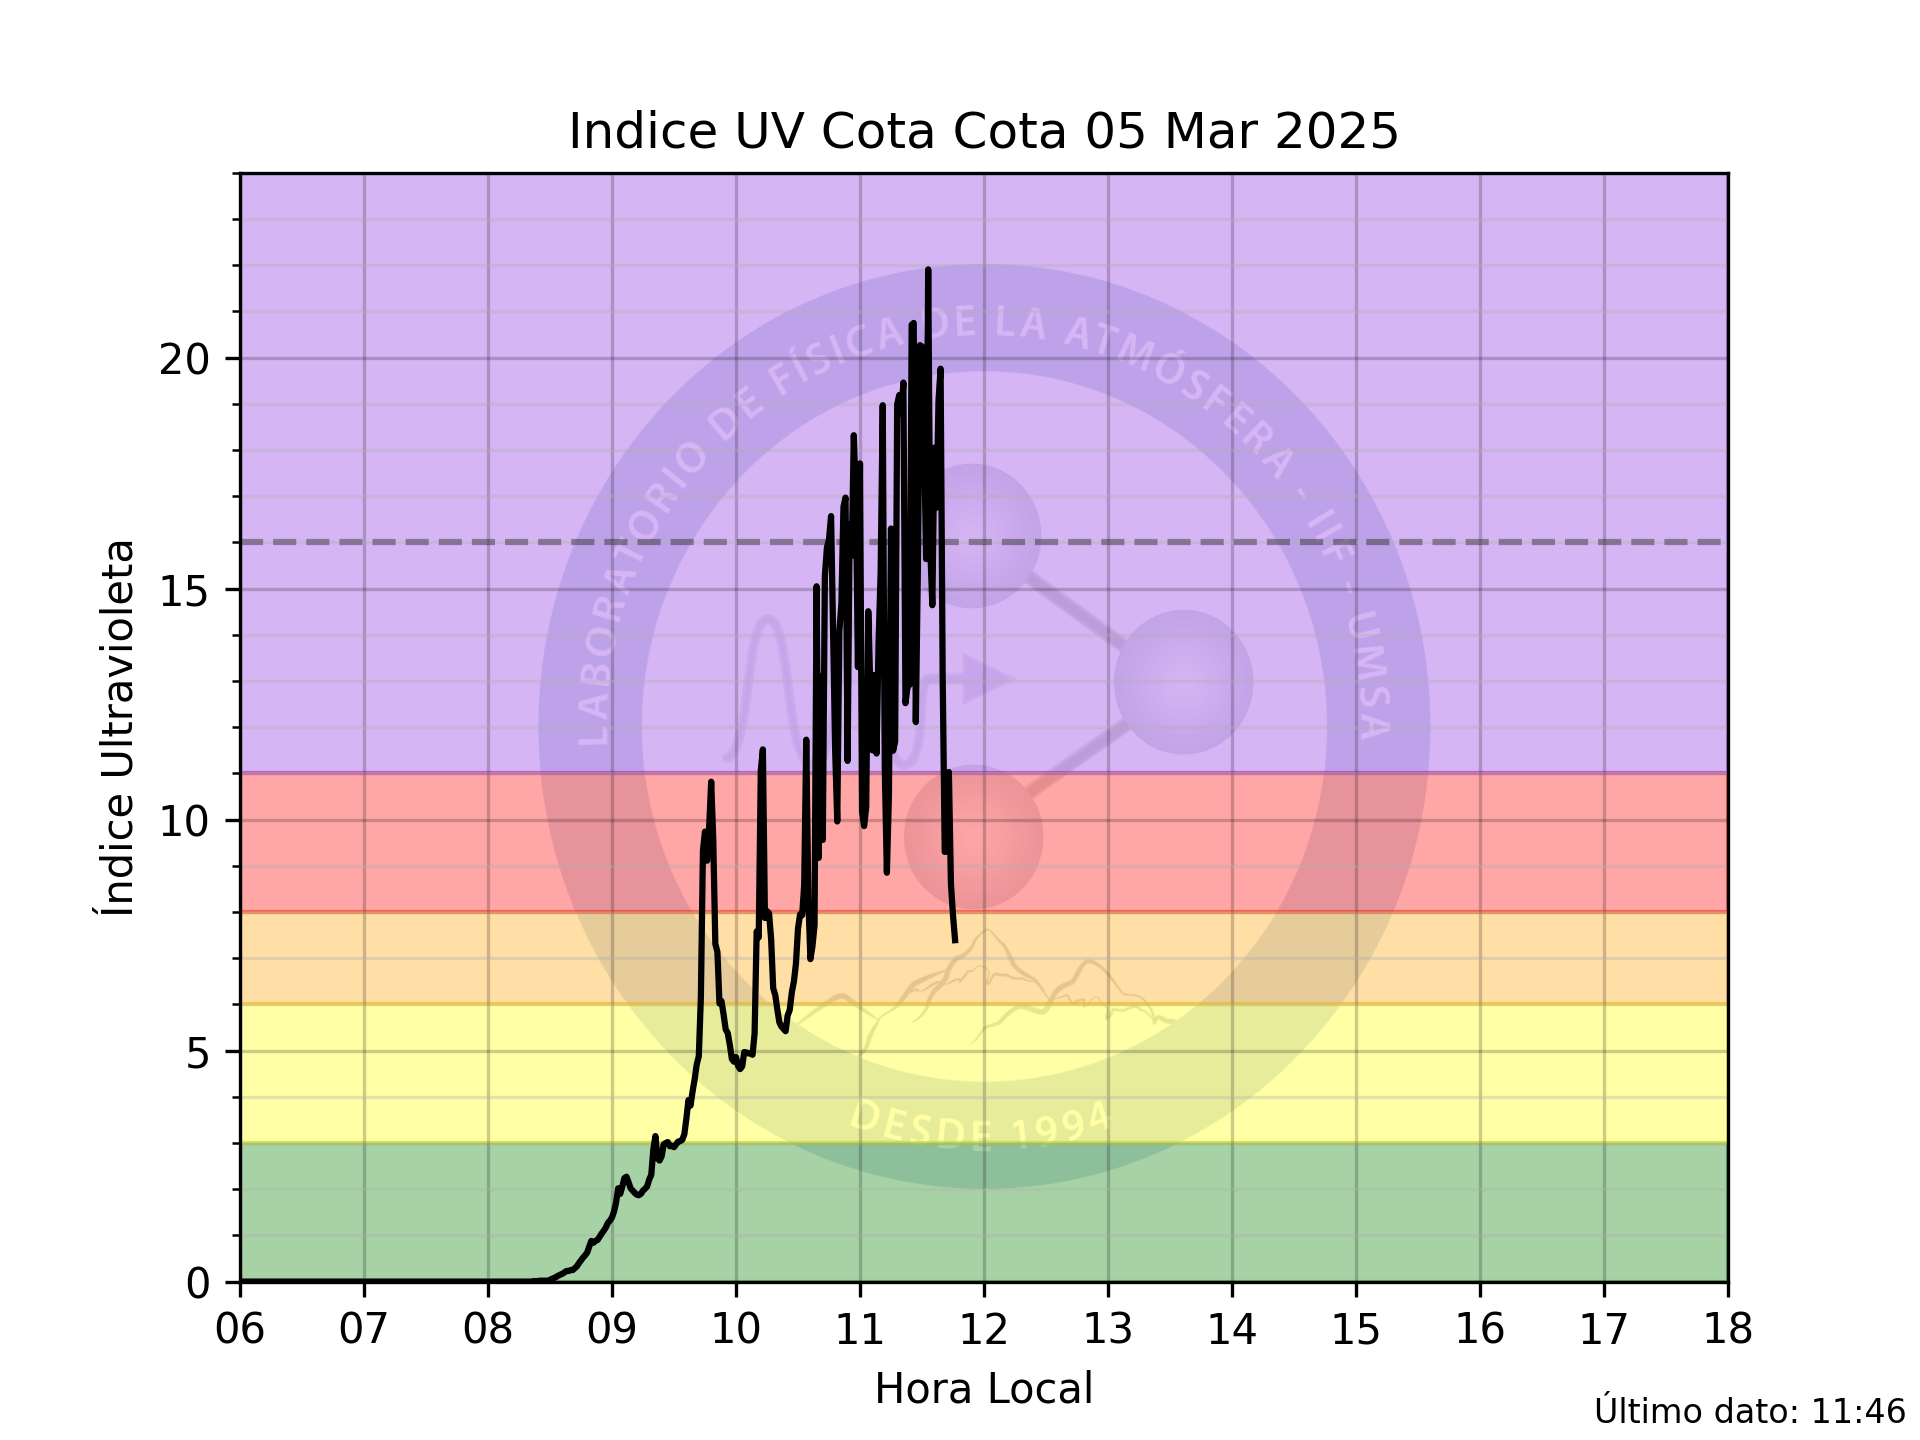 Indice UV Cota Cota 05 Mar 2025
Índice Ultravioleta
20
15
10
5
0
LABORATORIO DE FÍSICA DE LA ATMÓSFERA - IIF - UMSA
DESDE 1994
06 07 08 09 10 11 12 13 14 15 16 17 18
Hora Local
Último dato: 11:46